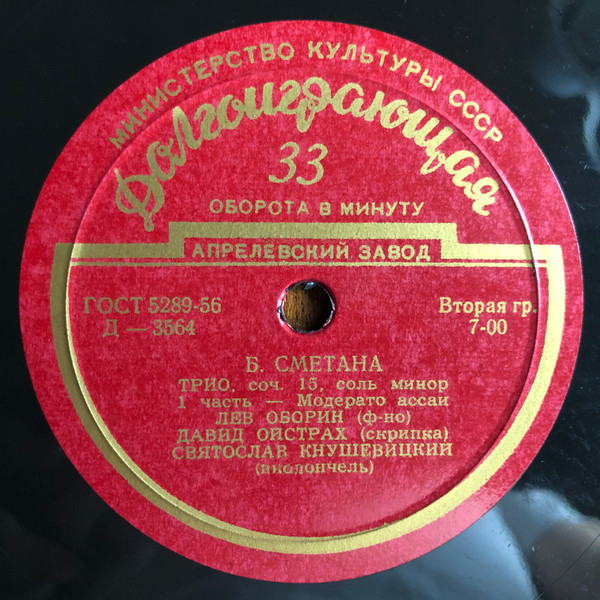 МИНИСТЕРСТВО КУЛЬТУРЫ СССР
Долгоиграющая
33
ОБОРОТА В МИНУТУ
АПРЕЛЕВСКИЙ ЗАВОД
ГОСТ 5289-56
Д — 3564
Вторая гр.
7-00
Б. СМЕТАНА
ТРИО, соч. 15, соль минор
1 часть — Модерато ассаи
ЛЕВ ОБОРИН (ф-но)
ДАВИД ОЙСТРАХ (скрипка)
СВЯТОСЛАВ КНУШЕВИЦКИЙ
(виолончель)